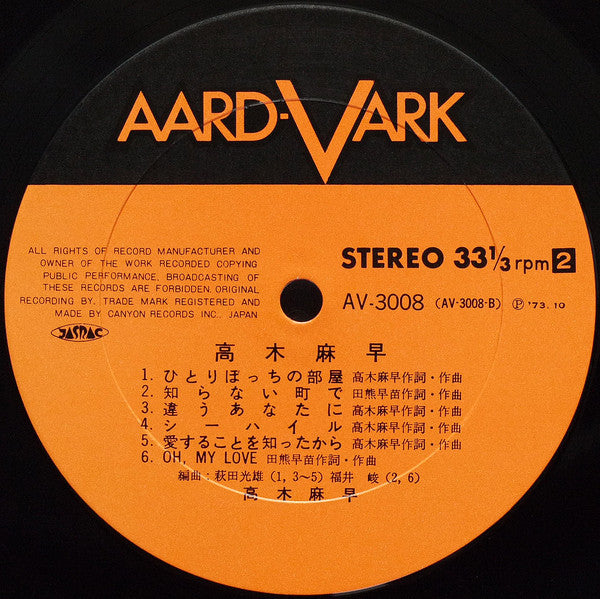 AARD-VARK
ALL RIGHTS OF RECORD MANUFACTURER AND
OWNER OF THE WORK RECORDED COPYING
PUBLIC PERFORMANCE, BROADCASTING OF
THESE RECORDS ARE FORBIDDEN. ORIGINAL
RECORDING BY. TRADE MARK REGISTERED AND
MADE BY CANYON RECORDS INC., JAPAN
JASRAC
STEREO 33 1/3 rpm 2
AV-3008 (AV-3008-B) Ⓟ '73. 10
高木麻早
1. ひとりぼっちの部屋 高木麻早作詞・作曲
2. 知らない町で 田熊早苗作詞・作曲
3. 違うあなたに 高木麻早作詞・作曲
4. シーハイル 高木麻早作詞・作曲
5. 愛することを知ったから 高木麻早作詞・作曲
6. OH, MY LOVE 田熊早苗作詞・作曲
編曲：萩田光雄 (1, 3〜5) 福井 峻 (2, 6)
高木麻早